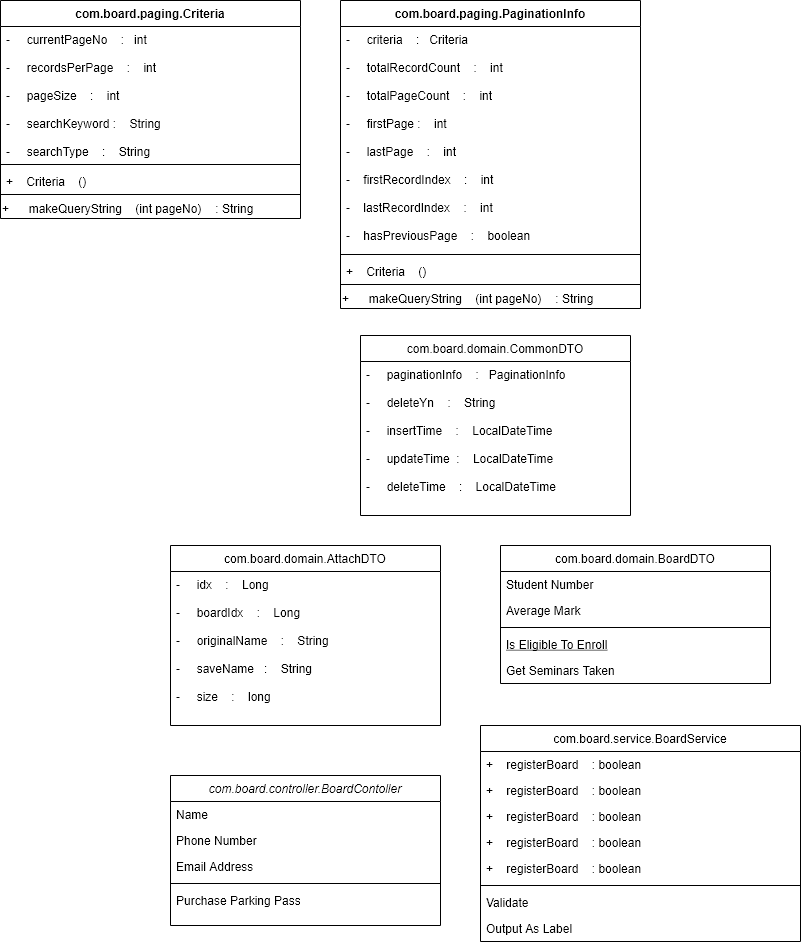 com.board.paging.Criteria
- currentPageNo : int
- recordsPerPage : int
- pageSize : int
- searchKeyword : String
- searchType : String
+ Criteria ()
+ makeQueryString (int pageNo) : String
com.board.paging.PaginationInfo
- criteria : Criteria
- totalRecordCount : int
- totalPageCount : int
- firstPage : int
- lastPage : int
- firstRecordIndex : int
- lastRecordIndex : int
- hasPreviousPage : boolean
+ Criteria ()
+ makeQueryString (int pageNo) : String
com.board.domain.CommonDTO
- paginationInfo : PaginationInfo
- deleteYn : String
- insertTime : LocalDateTime
- updateTime : LocalDateTime
- deleteTime : LocalDateTime
com.board.domain.AttachDTO
- idx : Long
- boardIdx : Long
- originalName : String
- saveName : String
- size : long
com.board.domain.BoardDTO
Student Number
Average Mark
Is Eligible To Enroll
Get Seminars Taken
com.board.controller.BoardContoller
Name
Phone Number
Email Address
Purchase Parking Pass
com.board.service.BoardService
+ registerBoard : boolean
+ registerBoard : boolean
+ registerBoard : boolean
+ registerBoard : boolean
+ registerBoard : boolean
Validate
Output As Label